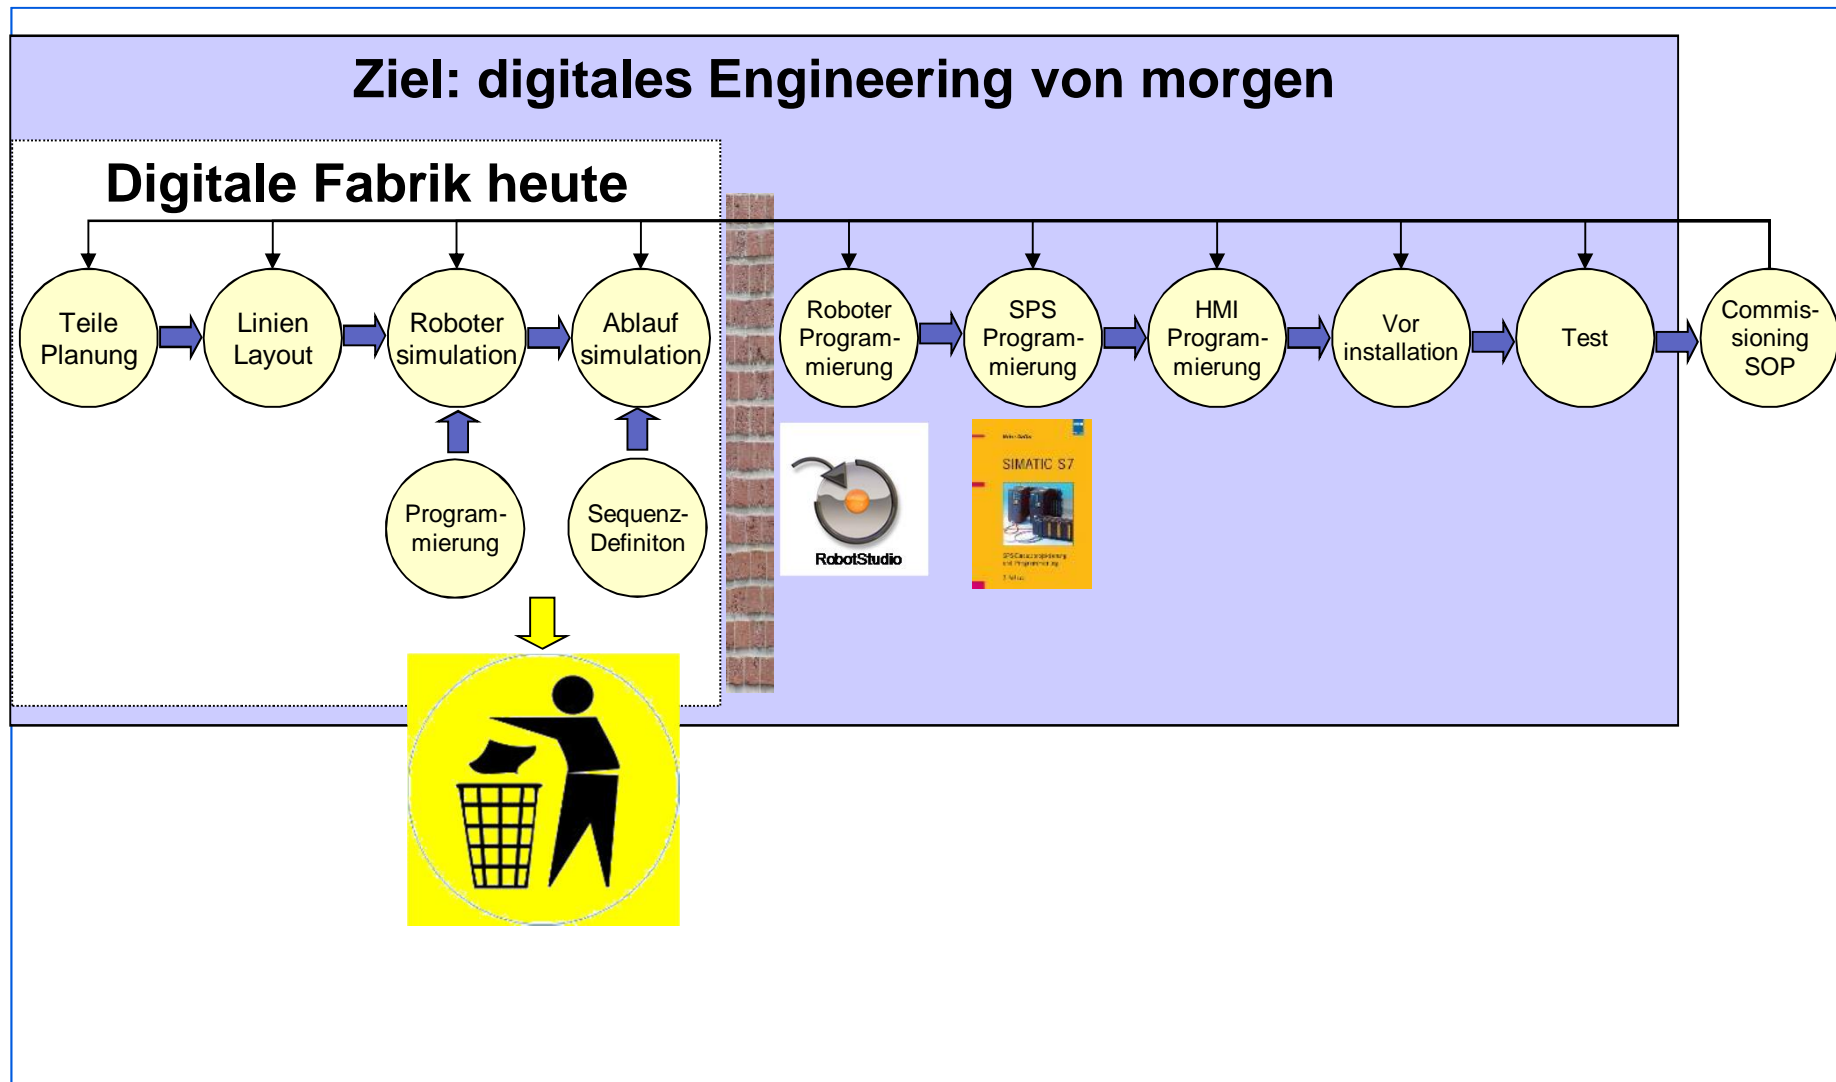 Ziel: digitales Engineering von morgen
Digitale Fabrik heute
Teile
Planung
Linien
Layout
Roboter
simulation
Ablauf
simulation
Roboter
Program-
mierung
SPS
Program-
mierung
HMI
Program-
mierung
Vor
installation
Test
Commis-
sioning
SOP
Program-
mierung
Sequenz-
Definiton
RobotStudio
SIMATIC S7